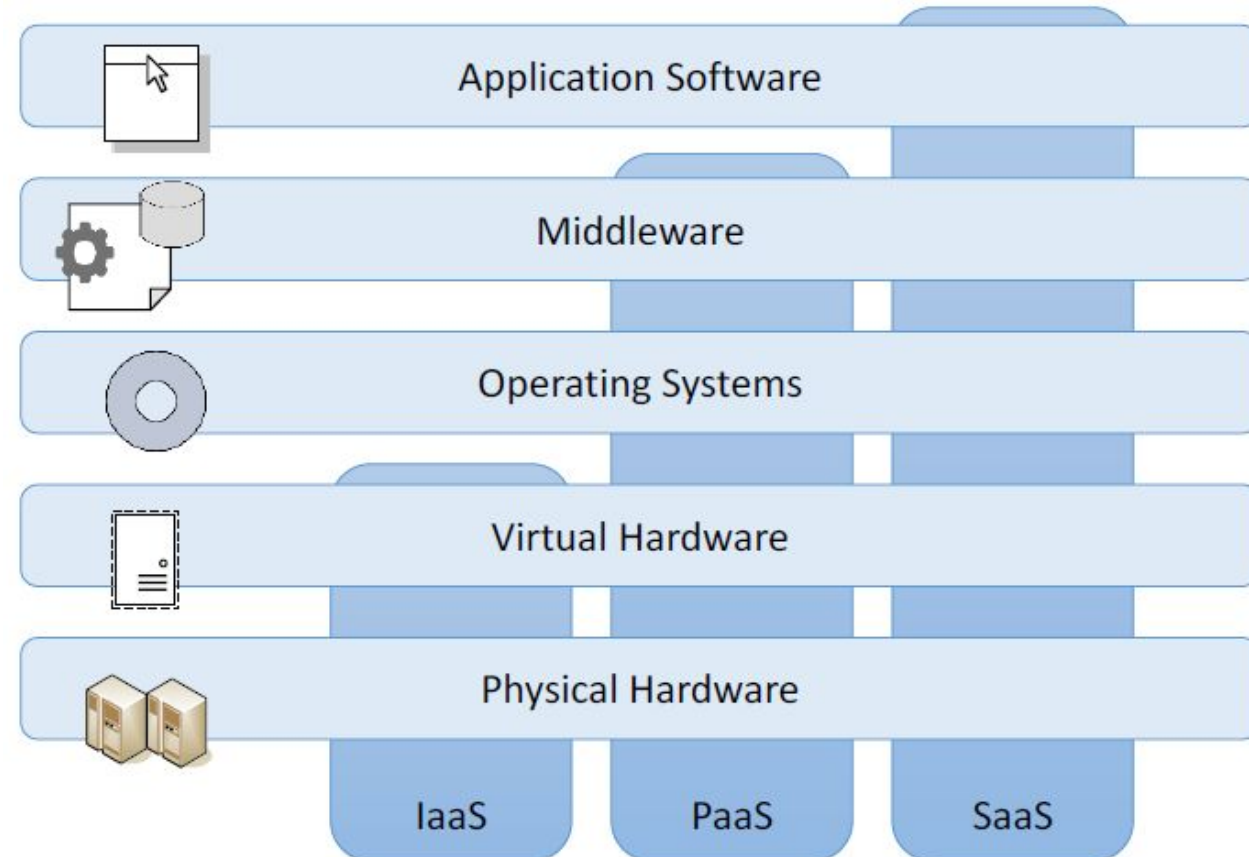 Application Software
Middleware
Operating Systems
Virtual Hardware
Physical Hardware
IaaS PaaS SaaS